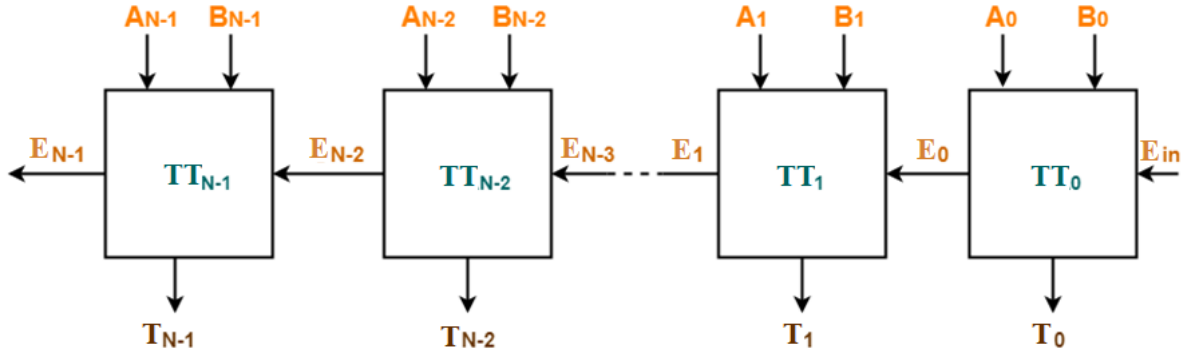 AN-1 BN-1 AN-2 BN-2 A1 B1 A0 B0
EN-1 EN-2 EN-3 E1 E0 Ein
TTN-1 TTN-2 TT1 TT0
TN-1 TN-2 T1 T0